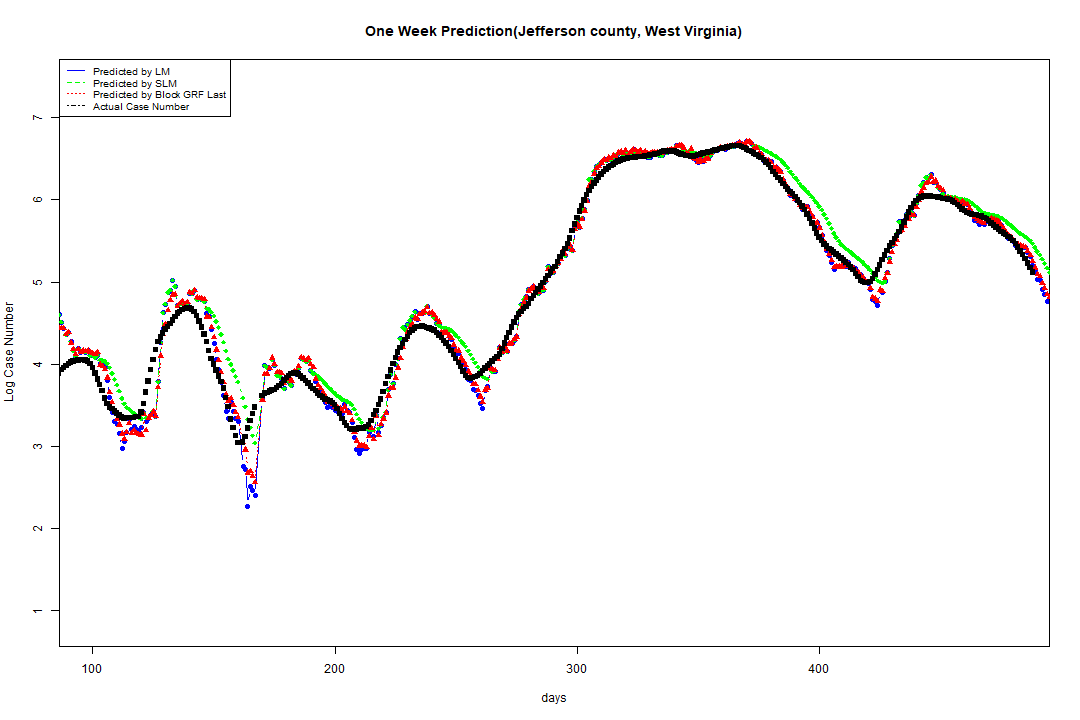 One Week Prediction(Jefferson county, West Virginia)
Predicted by LM
Predicted by SLM
Predicted by Block GRF Last
Actual Case Number
7
6
5
4
3
2
1
Log Case Number
100 200 300 400
days